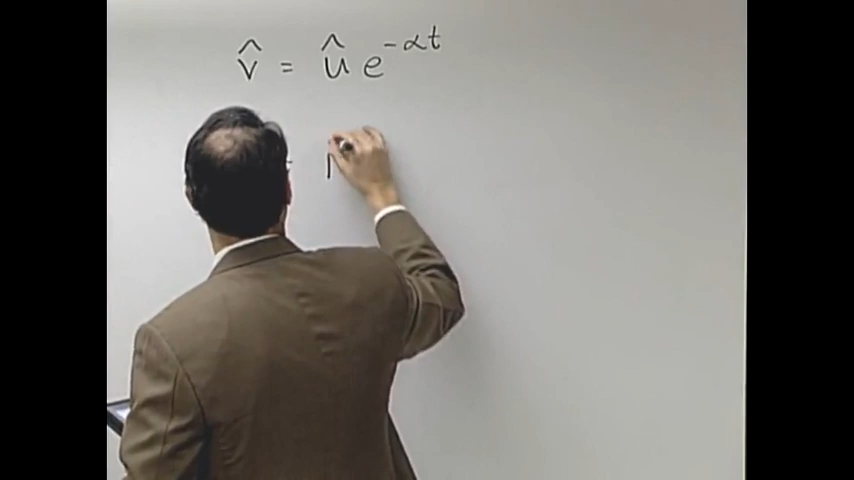 v̂ = û e^{-αt}